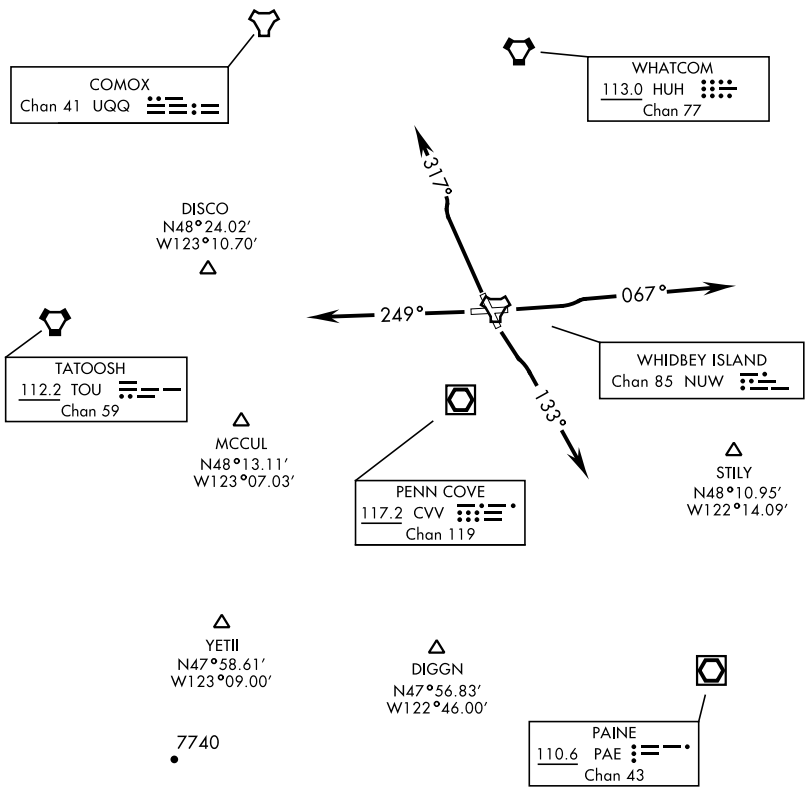 COMOX
Chan 41 UQQ
WHATCOM
113.0 HUH
Chan 77
317°
DISCO
N48°24.02'
W123°10.70'
249°
067°
TATOOSH
112.2 TOU
Chan 59
WHIDBEY ISLAND
Chan 85 NUW
133°
MCCUL
N48°13.11'
W123°07.03'
STILY
N48°10.95'
W122°14.09'
PENN COVE
117.2 CVV
Chan 119
YETII
N47°58.61'
W123°09.00'
DIGGN
N47°56.83'
W122°46.00'
7740
PAINE
110.6 PAE
Chan 43